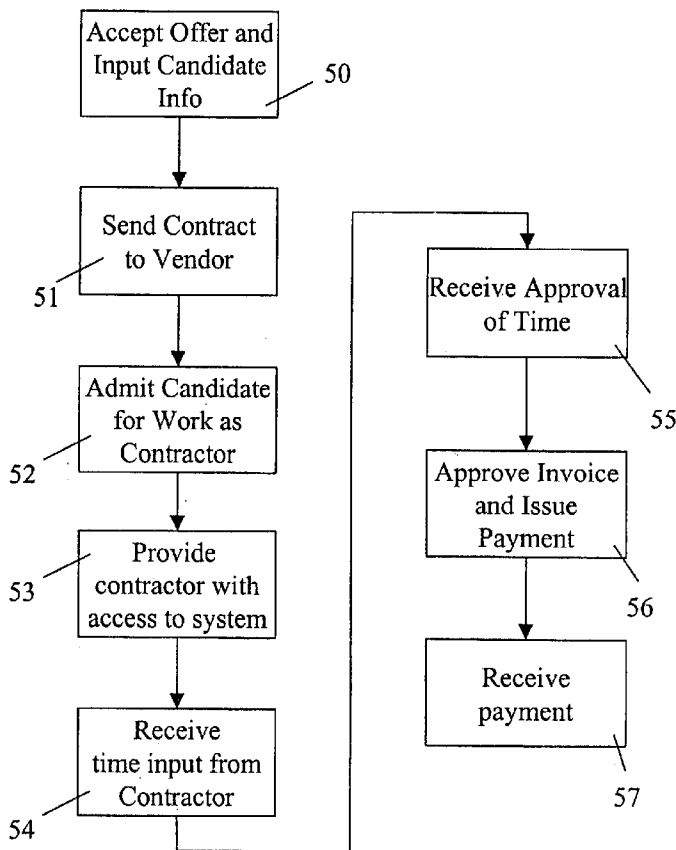 Accept Offer and
Input Candidate
Info
50
Send Contract
to Vendor
51
Admit Candidate
for Work as
Contractor
52
Provide
contractor with
access to system
53
Receive
time input from
Contractor
54
Receive Approval
of Time
55
Approve Invoice
and Issue
Payment
56
Receive
payment
57